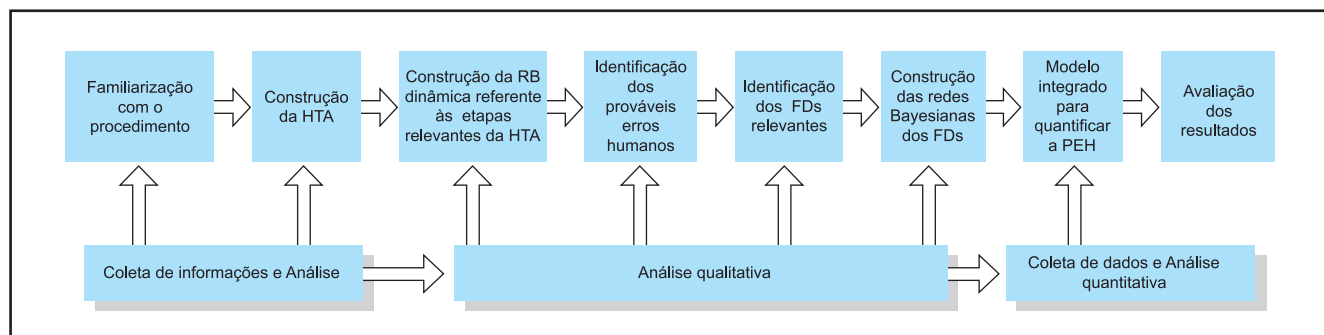 Familiarização
com o
procedimento
Construção
da HTA
Construção da RB
dinâmica referente
às etapas
relevantes da HTA
Identificação
dos
prováveis
erros
humanos
Identificação
dos FDs
relevantes
Construção
das redes
Bayesianas
dos FDs
Modelo
integrado
para
quantificar
a PEH
Avaliação
dos
resultados
Coleta de informações e Análise
Análise qualitativa
Coleta de dados e Análise
quantitativa